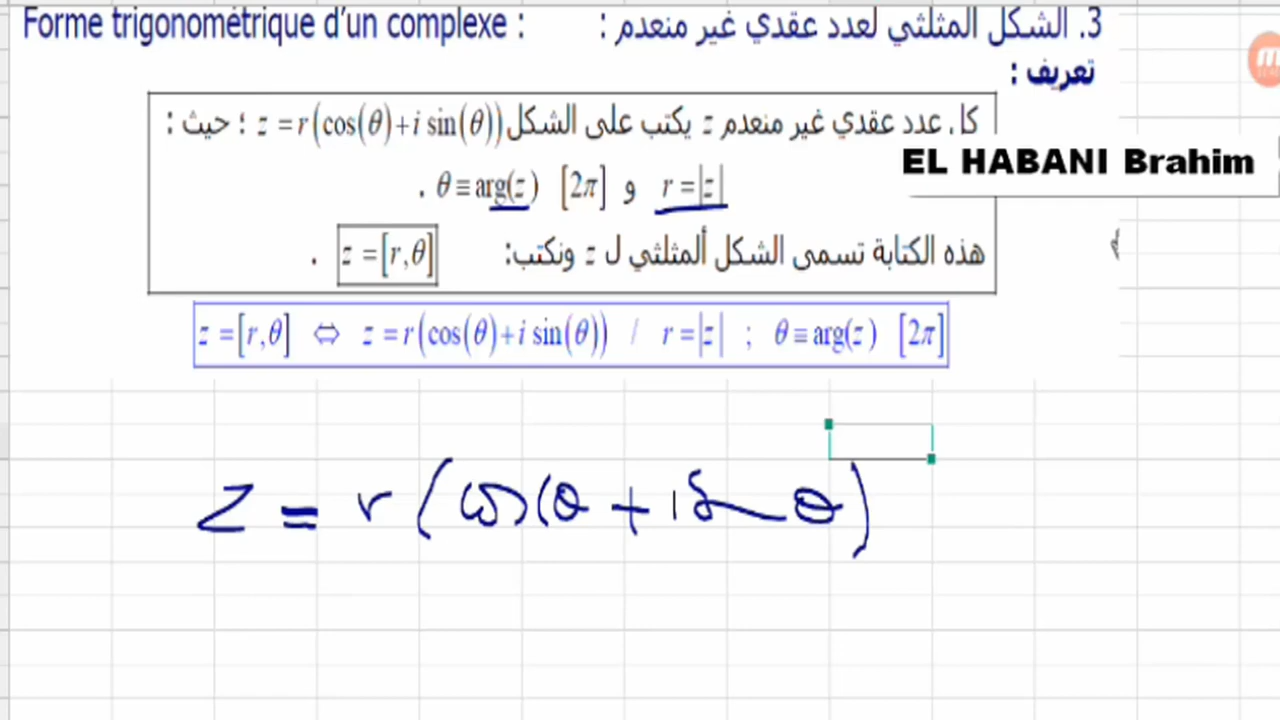 Forme trigonométrique d'un complexe : 3. الشكل المثلثي لعدد عقدي غير منعدم :
تعريف :
كل عدد عقدي غير منعدم z يكتب على الشكل z = r(cos(θ)+i sin(θ)) ؛ حيث :
EL HABANI Brahim
r = |z| و θ ≡ arg(z) [2π] .
هذه الكتابة تسمى الشكل ألمثلثي ل z ونكتب: z = [r,θ] .
z = [r,θ] ⇔ z = r(cos(θ)+i sin(θ)) / r = |z| ; θ ≡ arg(z) [2π]
z = r(cos(θ + i sin θ)